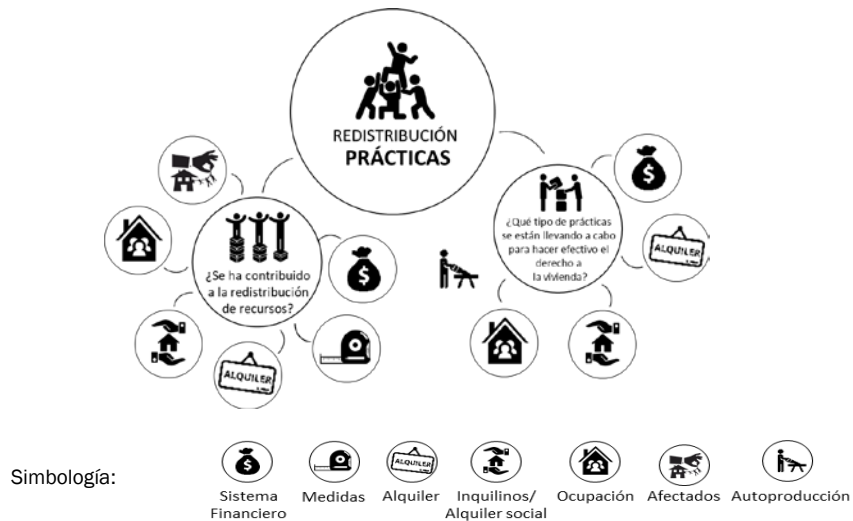 REDISTRIBUCIÓN
PRÁCTICAS
¿Se ha contribuido
a la redistribución
de recursos?
ALQUILER
¿Qué tipo de prácticas
se están llevando a cabo
para hacer efectivo el
derecho a
la vivienda?
ALQUILER
Simbología:
ALQUILER
Sistema
Financiero
Medidas
Alquiler
Inquilinos/
Alquiler social
Ocupación
Afectados
Autoproducción